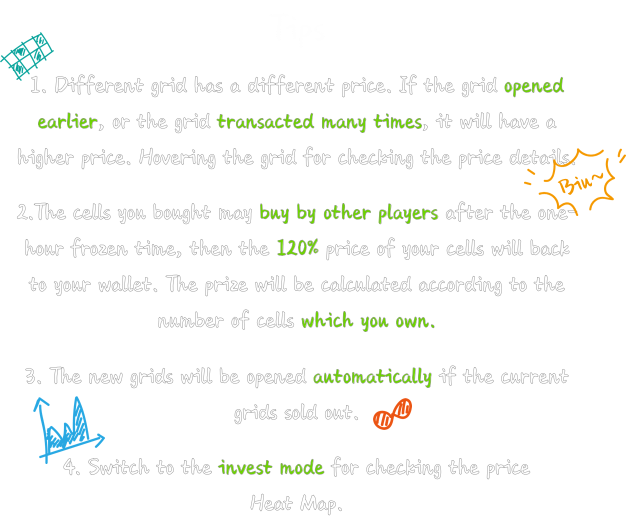 1. Different grid has a different price. If the grid opened
earlier, or the grid transacted many times, it will have a
higher price. Hovering the grid for checking the price details.
Biu~
2.The cells you bought may buy by other players after the one-
hour frozen time, then the 120% price of your cells will back
to your wallet. The prize will be calculated according to the
number of cells which you own.
3. The new grids will be opened automatically if the current
grids sold out.
4. Switch to the invest mode for checking the price
Heat Map.